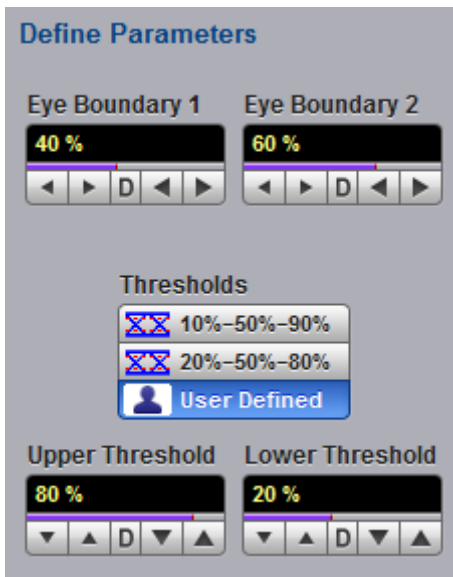 Define Parameters
Eye Boundary 1 Eye Boundary 2
40 % 60 %
D D
Thresholds
10%-50%-90%
20%-50%-80%
User Defined
Upper Threshold Lower Threshold
80 % 20 %
D D